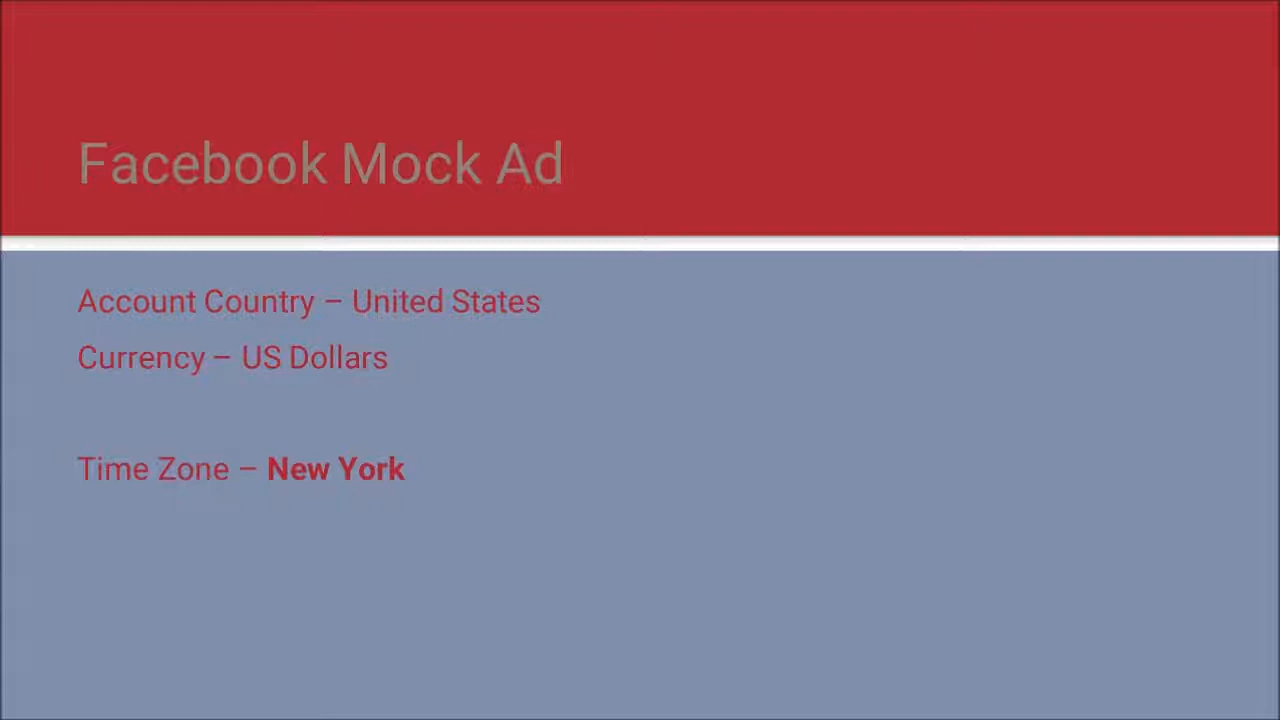 Facebook Mock Ad
Account Country – United States
Currency – US Dollars
Time Zone – New York